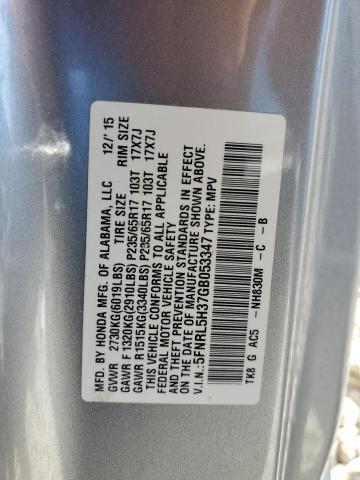 MFD. BY HONDA MFG. OF ALABAMA, LLC 12/'15
GVWR 2730KG(6019LBS) TIRE SIZE RIM SIZE
GAWR F 1320KG(2910LBS) P235/65R17 103T 17X7J
GAWR R1515KG(3340LBS) P235/65R17 103T 17X7J
THIS VEHICLE CONFORMS TO ALL APPLICABLE
FEDERAL MOTOR VEHICLE SAFETY
AND THEFT PREVENTION STANDARDS IN EFFECT
ON THE DATE OF MANUFACTURE SHOWN ABOVE.
V.I.N.:5FNRL5H37GB053347 TYPE: MPV
TK8 G AC5 -NH830M - C - B